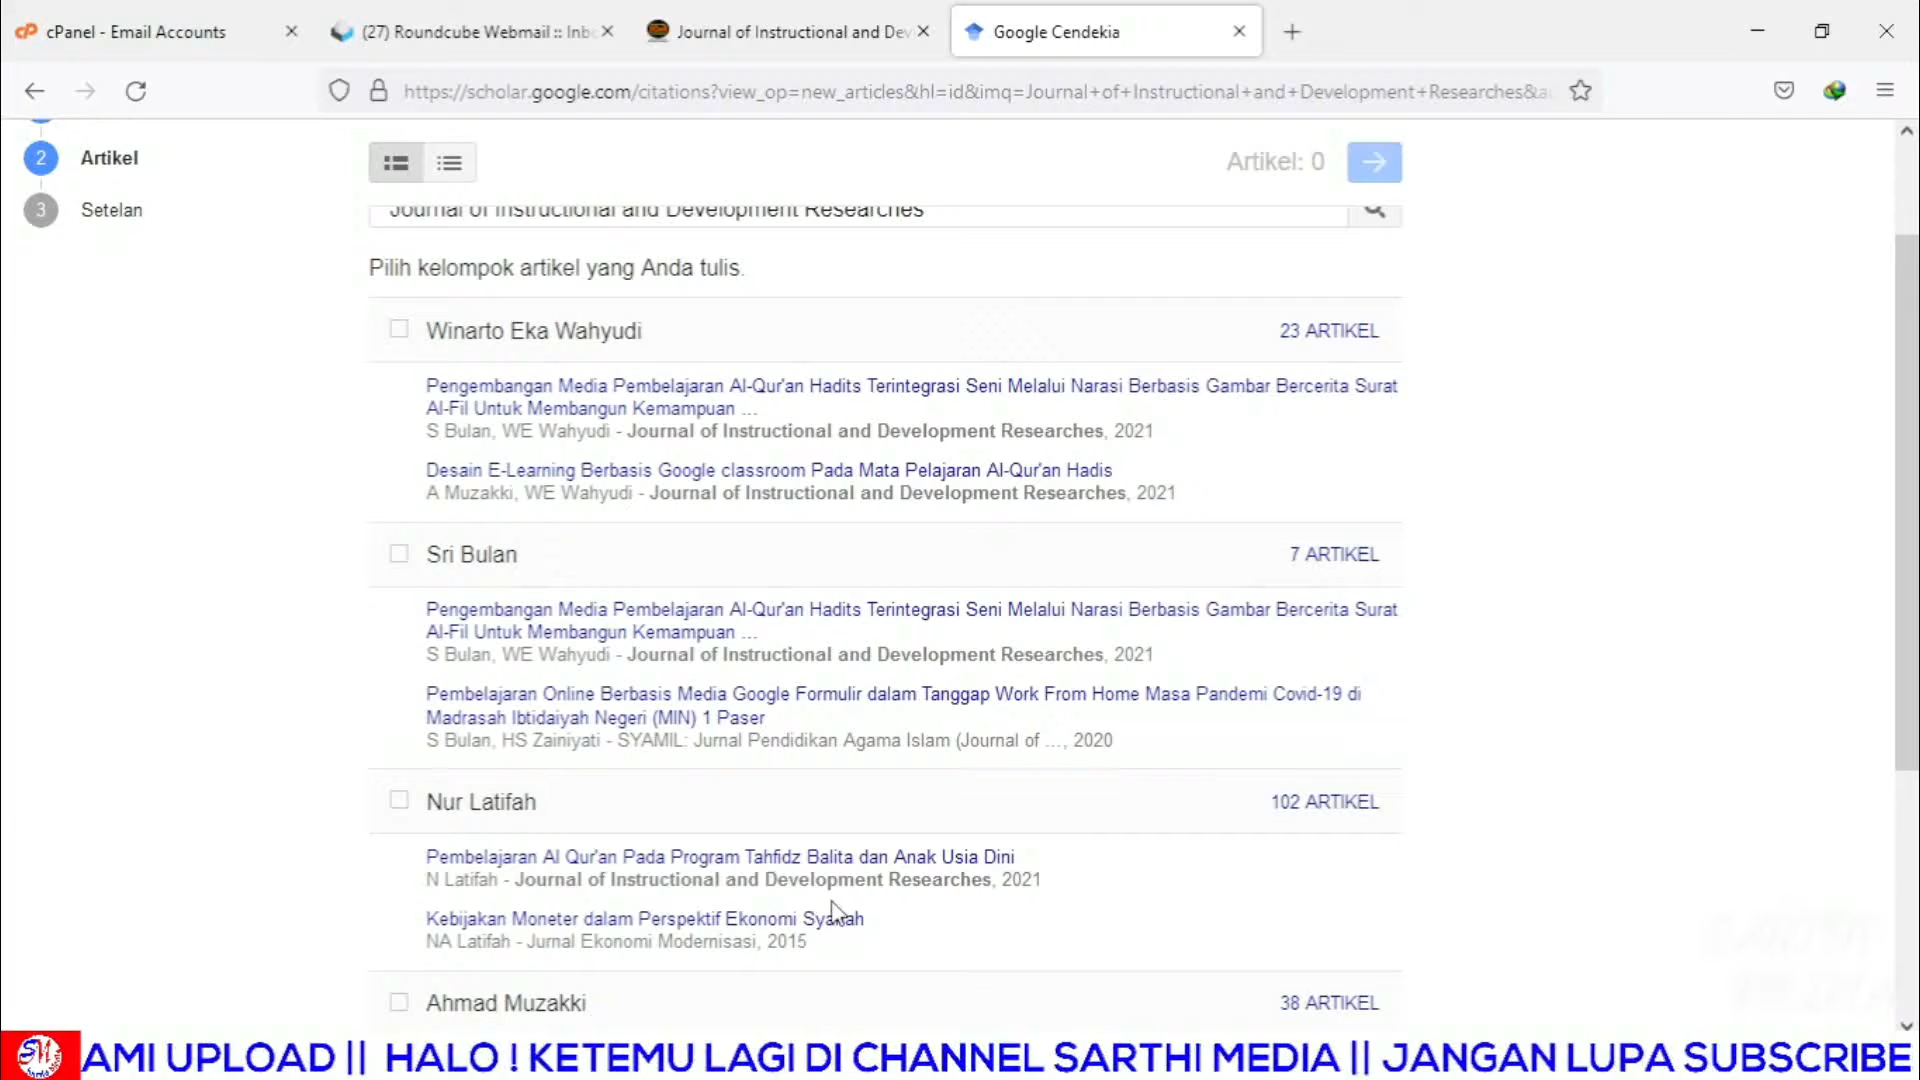 cPanel - Email Accounts
(27) Roundcube Webmail :: Inb
Journal of Instructional and Dev
Google Cendekia
https://scholar.google.com/citations?view_op=new_articles&hl=id&imq=Journal+of+Instructional+and+Development+Researches&a
2 Artikel
Artikel: 0
3 Setelan
Journal of Instructional and Development Researches
Pilih kelompok artikel yang Anda tulis.
Winarto Eka Wahyudi 23 ARTIKEL
Pengembangan Media Pembelajaran Al-Qur'an Hadits Terintegrasi Seni Melalui Narasi Berbasis Gambar Bercerita Surat
Al-Fil Untuk Membangun Kemampuan ...
S Bulan, WE Wahyudi - Journal of Instructional and Development Researches, 2021
Desain E-Learning Berbasis Google classroom Pada Mata Pelajaran Al-Qur'an Hadis
A Muzakki, WE Wahyudi - Journal of Instructional and Development Researches, 2021
Sri Bulan 7 ARTIKEL
Pengembangan Media Pembelajaran Al-Qur'an Hadits Terintegrasi Seni Melalui Narasi Berbasis Gambar Bercerita Surat
Al-Fil Untuk Membangun Kemampuan ...
S Bulan, WE Wahyudi - Journal of Instructional and Development Researches, 2021
Pembelajaran Online Berbasis Media Google Formulir dalam Tanggap Work From Home Masa Pandemi Covid-19 di
Madrasah Ibtidaiyah Negeri (MIN) 1 Paser
S Bulan, HS Zainiyati - SYAMIL: Jurnal Pendidikan Agama Islam (Journal of ..., 2020
Nur Latifah 102 ARTIKEL
Pembelajaran Al Qur'an Pada Program Tahfidz Balita dan Anak Usia Dini
N Latifah - Journal of Instructional and Development Researches, 2021
Kebijakan Moneter dalam Perspektif Ekonomi Syariah
NA Latifah - Jurnal Ekonomi Modernisasi, 2015
Ahmad Muzakki 38 ARTIKEL
SM AMI UPLOAD || HALO ! KETEMU LAGI DI CHANNEL SARTHI MEDIA || JANGAN LUPA SUBSCRIBE